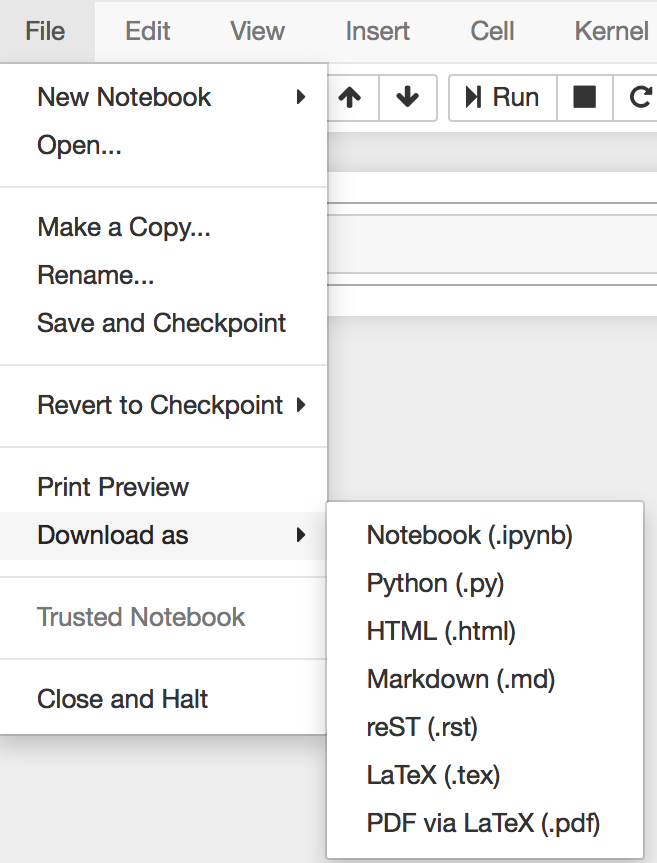 File Edit View Insert Cell Kernel
New Notebook
Run
Open...
Make a Copy...
Rename...
Save and Checkpoint
Revert to Checkpoint
Print Preview
Download as
Notebook (.ipynb)
Python (.py)
HTML (.html)
Markdown (.md)
reST (.rst)
LaTeX (.tex)
PDF via LaTeX (.pdf)
Trusted Notebook
Close and Halt